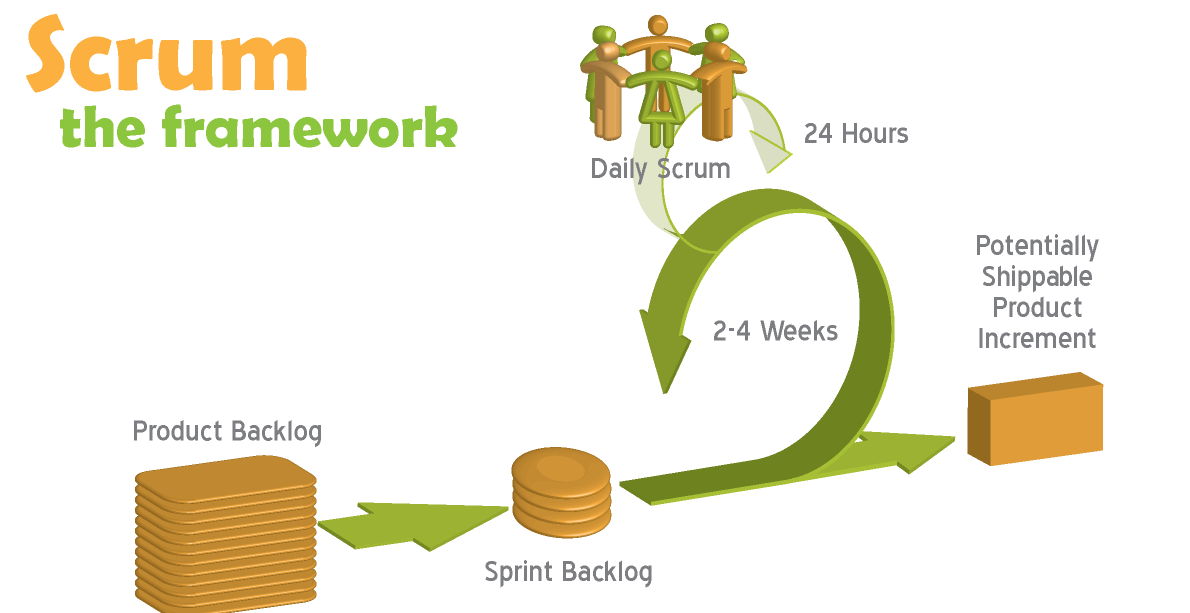 Scrum
the framework
24 Hours
Daily Scrum
Potentially
Shippable
Product
Increment
2-4 Weeks
Product Backlog
Sprint Backlog